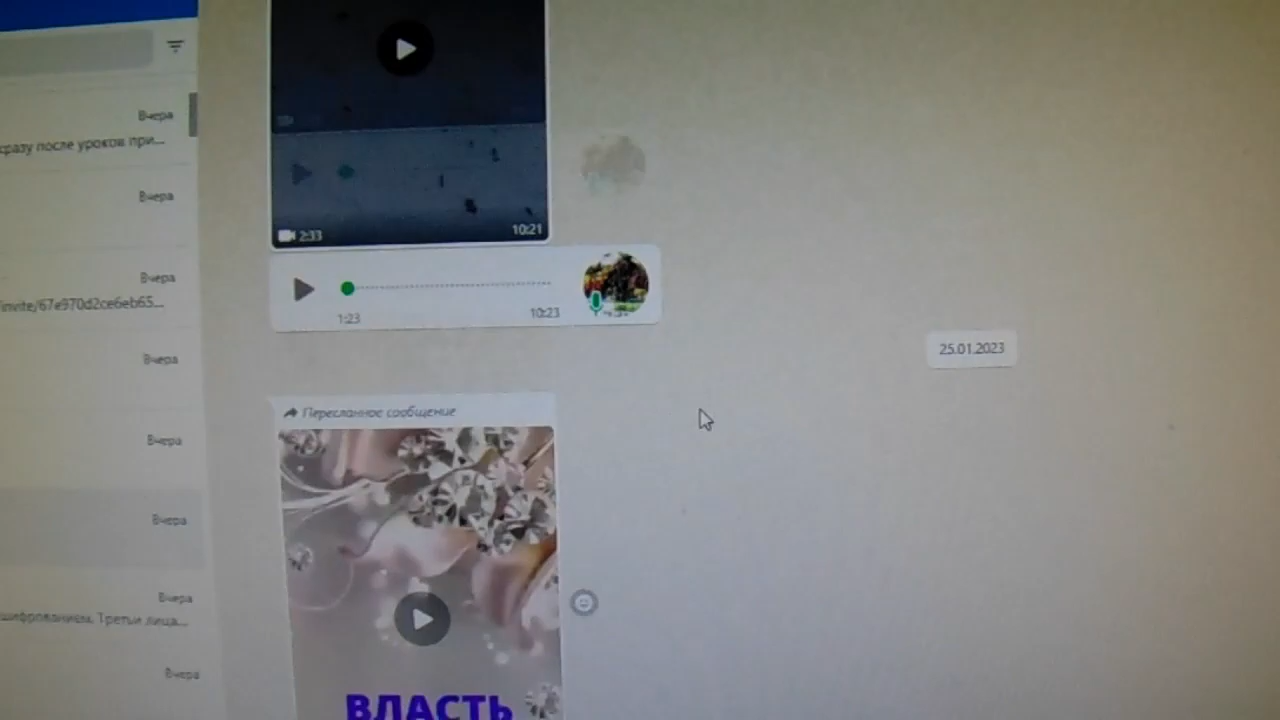 Вчера
сразу после уроков при...
Вчера
Вчера
invite/67e970d2ce6eb65...
Вчера
Вчера
Вчера
Вчера
шифрованием. Третьи лица...
Вчера
2:33
10:21
1:23
10:23
25.01.2023
Пересланное сообщение
ВЛАСТЬ